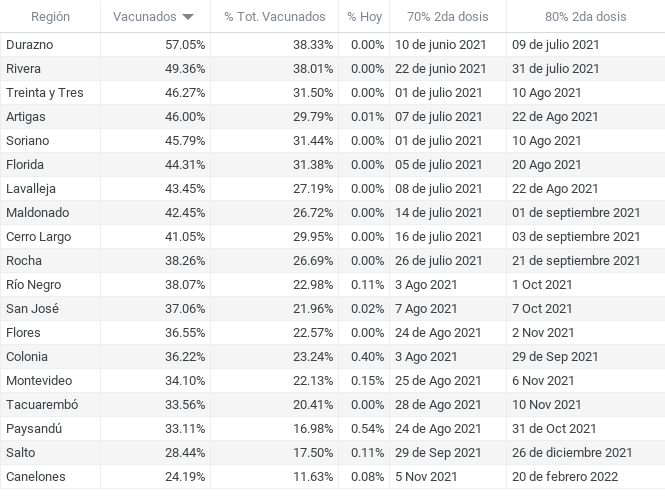 Región Vacunados % Tot. Vacunados % Hoy 70% 2da dosis 80% 2da dosis
Durazno 57.05% 38.33% 0.00% 10 de junio 2021 09 de julio 2021
Rivera 49.36% 38.01% 0.00% 22 de junio 2021 31 de julio 2021
Treinta y Tres 46.27% 31.50% 0.00% 01 de julio 2021 10 Ago 2021
Artigas 46.00% 29.79% 0.01% 07 de julio 2021 22 de Ago 2021
Soriano 45.79% 31.44% 0.00% 01 de julio 2021 10 Ago 2021
Florida 44.31% 31.38% 0.00% 05 de julio 2021 20 Ago 2021
Lavalleja 43.45% 27.19% 0.00% 08 de julio 2021 22 de Ago 2021
Maldonado 42.45% 26.72% 0.00% 14 de julio 2021 01 de septiembre 2021
Cerro Largo 41.05% 29.95% 0.00% 16 de julio 2021 03 de septiembre 2021
Rocha 38.26% 26.69% 0.00% 26 de julio 2021 21 de septiembre 2021
Río Negro 38.07% 22.98% 0.11% 3 Ago 2021 1 Oct 2021
San José 37.06% 21.96% 0.02% 7 Ago 2021 7 Oct 2021
Flores 36.55% 22.57% 0.00% 24 de Ago 2021 2 Nov 2021
Colonia 36.22% 23.24% 0.40% 3 Ago 2021 29 de Sep 2021
Montevideo 34.10% 22.13% 0.15% 25 de Ago 2021 6 Nov 2021
Tacuarembó 33.56% 20.41% 0.00% 28 de Ago 2021 10 Nov 2021
Paysandú 33.11% 16.98% 0.54% 24 de Ago 2021 31 de Oct 2021
Salto 28.44% 17.50% 0.11% 29 de Sep 2021 26 de diciembre 2021
Canelones 24.19% 11.63% 0.08% 5 Nov 2021 20 de febrero 2022